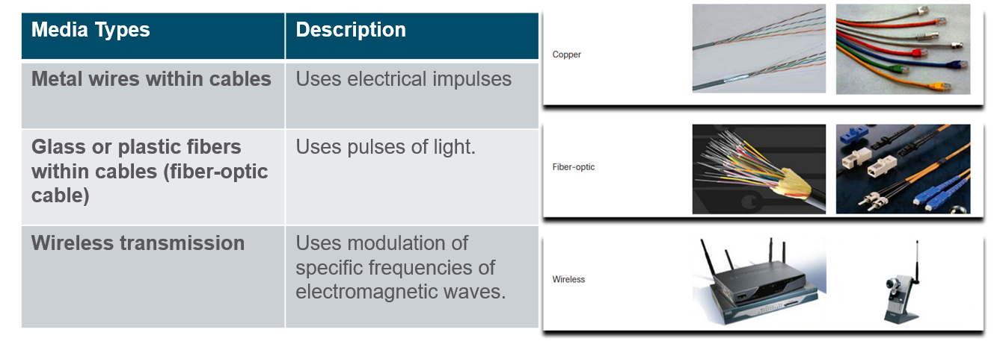 Media Types
Description
Metal wires within cables
Uses electrical impulses
Glass or plastic fibers
within cables (fiber-optic
cable)
Uses pulses of light.
Wireless transmission
Uses modulation of
specific frequencies of
electromagnetic waves.
Copper
Fiber-optic
Wireless